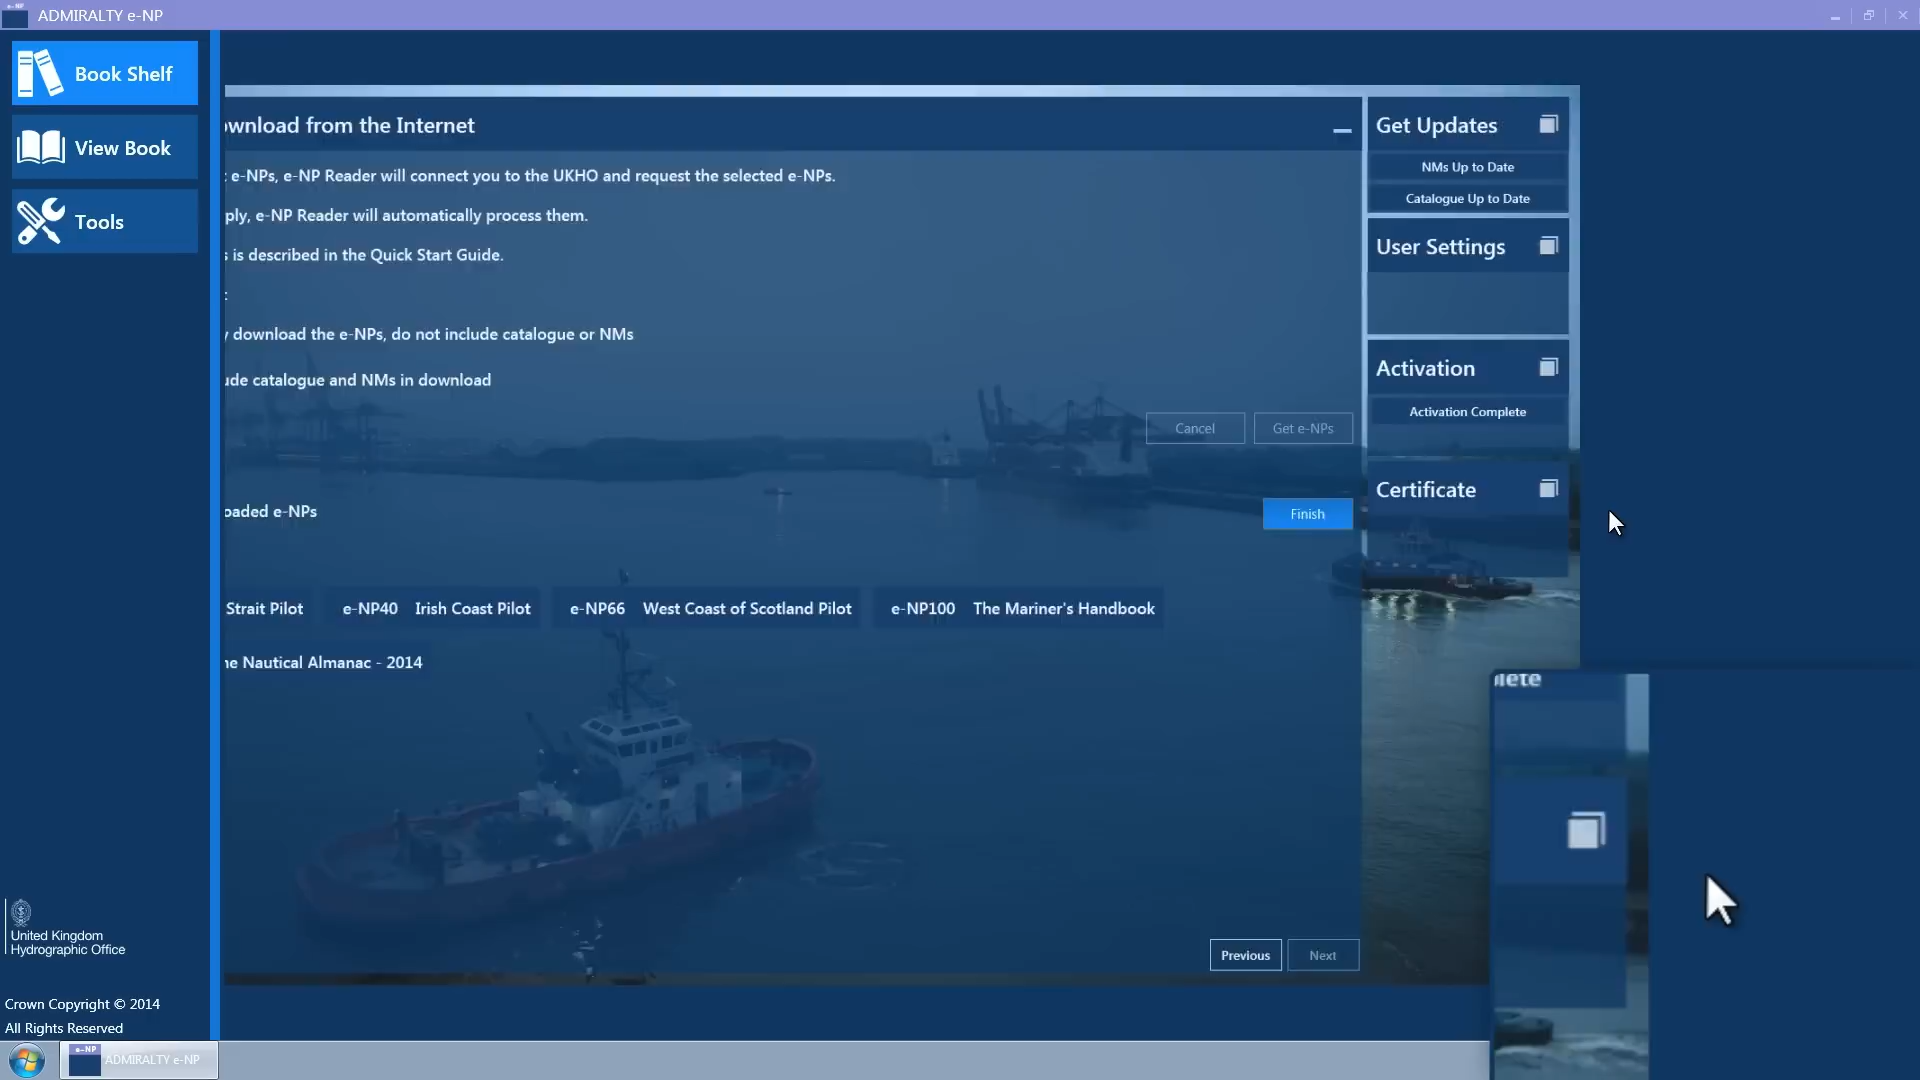 e-NP
ADMIRALTY e-NP
Book Shelf
View Book
Tools
wnload from the Internet
e-NPs, e-NP Reader will connect you to the UKHO and request the selected e-NPs.
ply, e-NP Reader will automatically process them.
s is described in the Quick Start Guide.
:
download the e-NPs, do not include catalogue or NMs
ude catalogue and NMs in download
Cancel
Get e-NPs
oaded e-NPs
Finish
Strait Pilot
e-NP40 Irish Coast Pilot
e-NP66 West Coast of Scotland Pilot
e-NP100 The Mariner's Handbook
ne Nautical Almanac - 2014
Previous
Next
Get Updates
NMs Up to Date
Catalogue Up to Date
User Settings
Activation
Activation Complete
Certificate
lete
United Kingdom
Hydrographic Office
Crown Copyright © 2014
All Rights Reserved
e-NP
ADMIRALTY e-NP